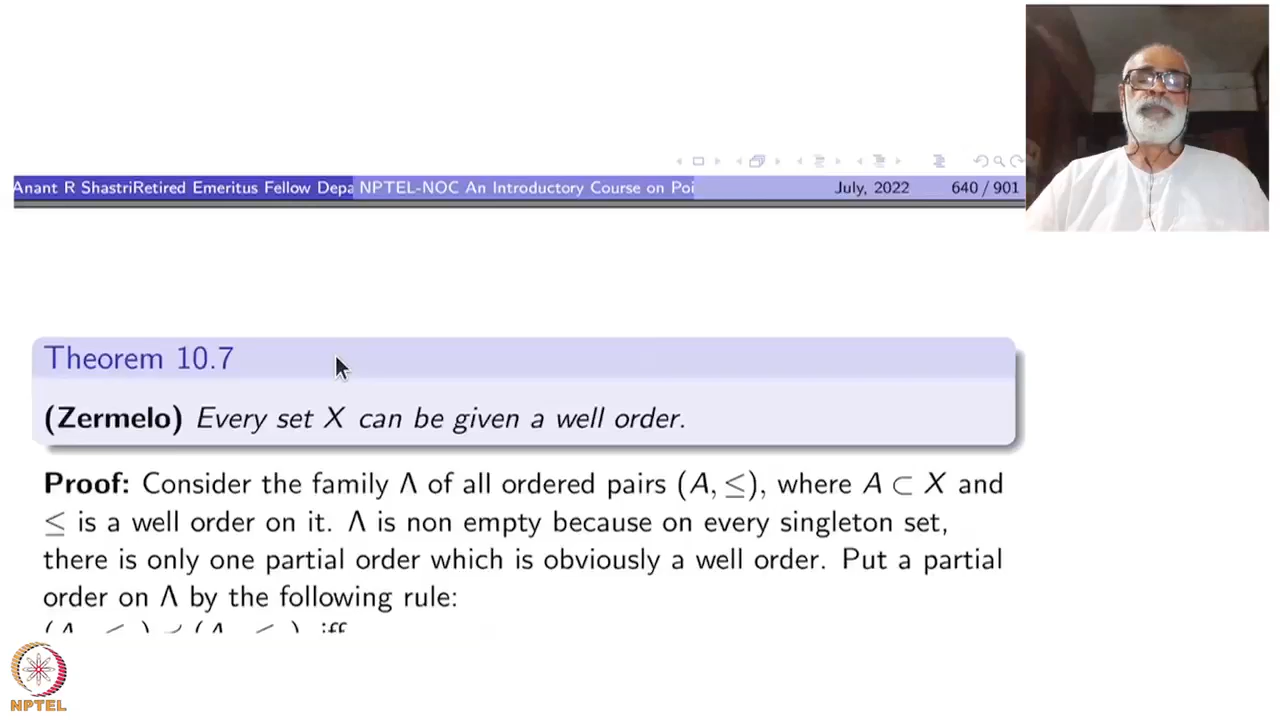 Anant R ShastriRetired Emeritus Fellow Depa NPTEL-NOC An Introductory Course on Poi July, 2022 640 / 901
Theorem 10.7
(Zermelo) Every set X can be given a well order.
Proof: Consider the family Λ of all ordered pairs (A, ≤), where A ⊂ X and
≤ is a well order on it. Λ is non empty because on every singleton set,
there is only one partial order which is obviously a well order. Put a partial
order on Λ by the following rule:
iff
NPTEL